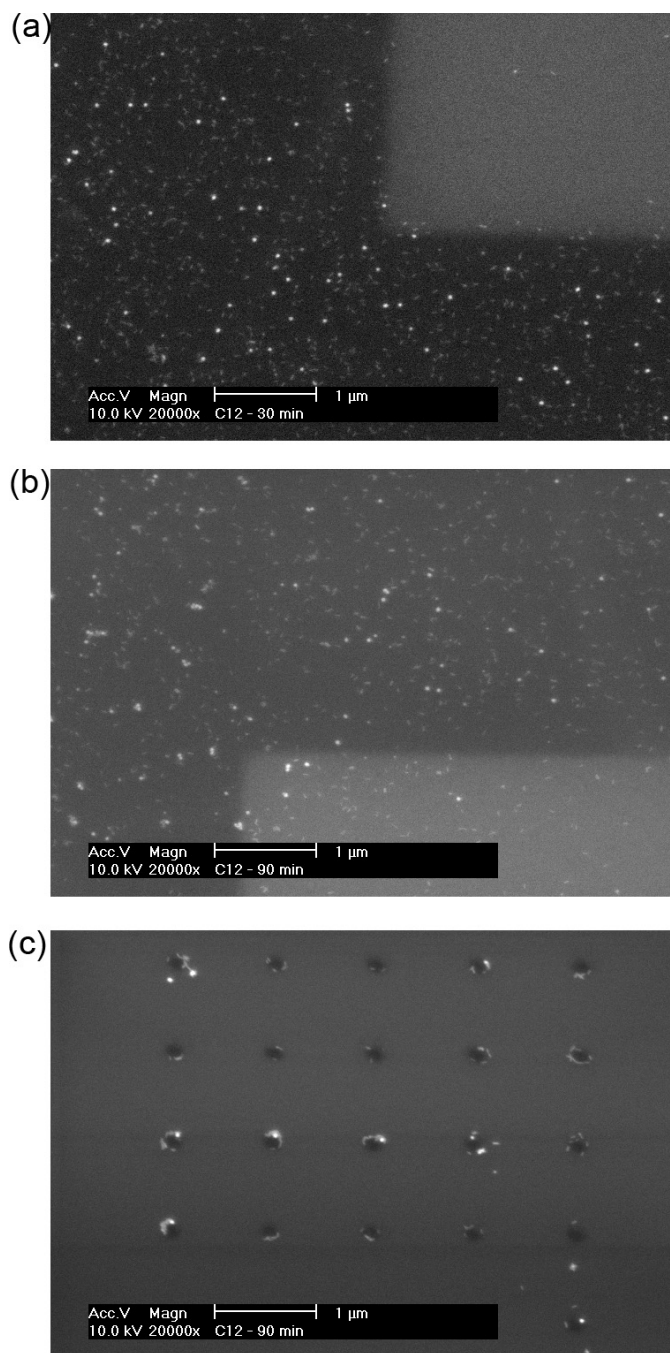 (a)
Acc.V Magn 1 µm
10.0 kV 20000x C12 - 30 min
(b)
Acc.V Magn 1 µm
10.0 kV 20000x C12 - 90 min
(c)
Acc.V Magn 1 µm
10.0 kV 20000x C12 - 90 min